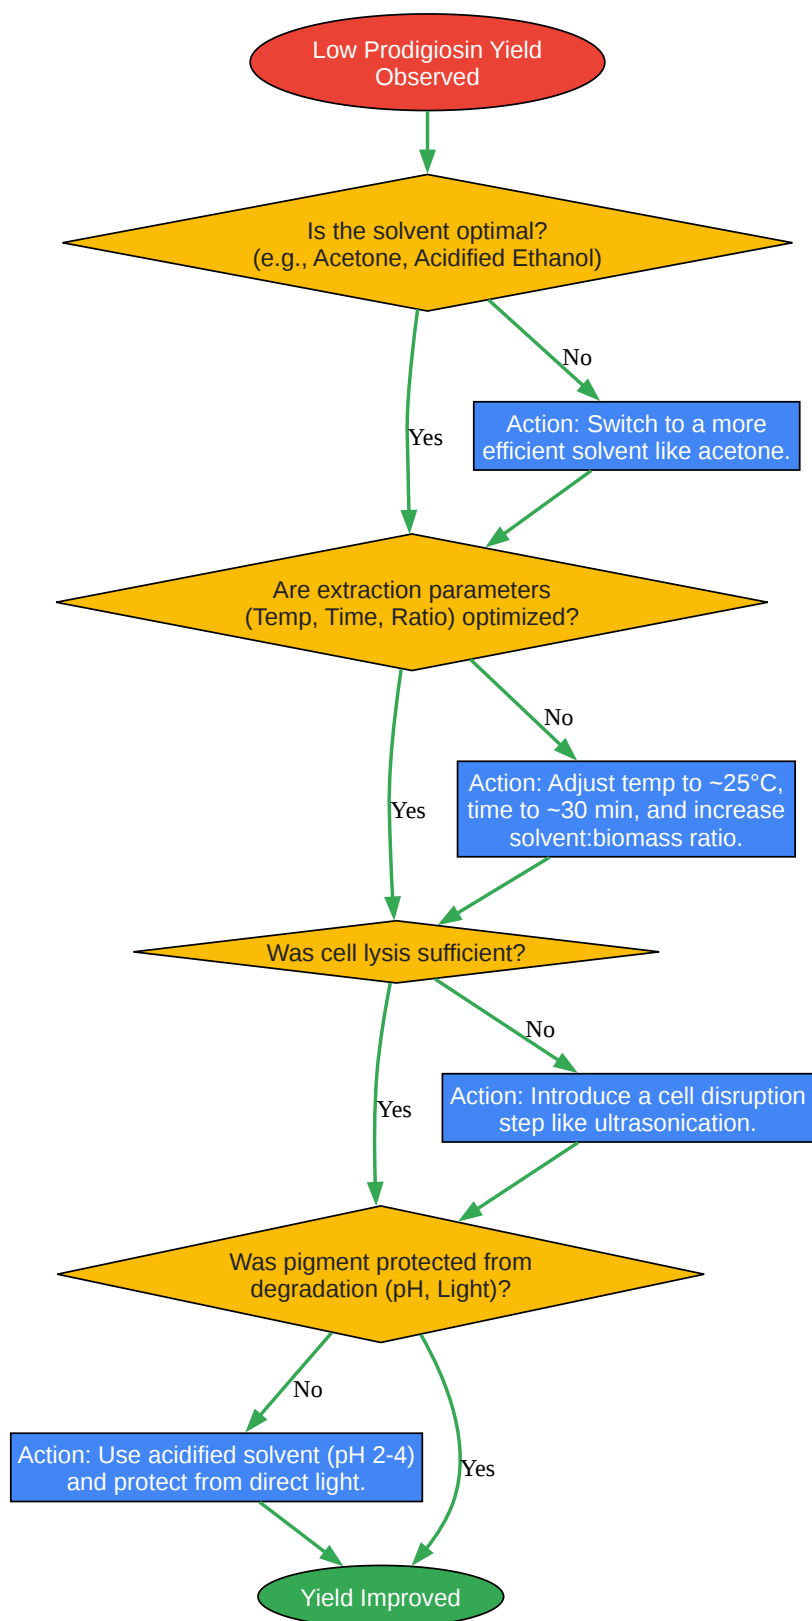 Low Prodigiosin Yield
Observed
Is the solvent optimal?
(e.g., Acetone, Acidified Ethanol)
No
Action: Switch to a more
efficient solvent like acetone.
Yes
Are extraction parameters
(Temp, Time, Ratio) optimized?
No
Action: Adjust temp to ~25°C,
time to ~30 min, and increase
solvent:biomass ratio.
Yes
Was cell lysis sufficient?
No
Action: Introduce a cell disruption
step like ultrasonication.
Yes
Was pigment protected from
degradation (pH, Light)?
No
Action: Use acidified solvent (pH 2-4)
and protect from direct light.
Yes
Yield Improved